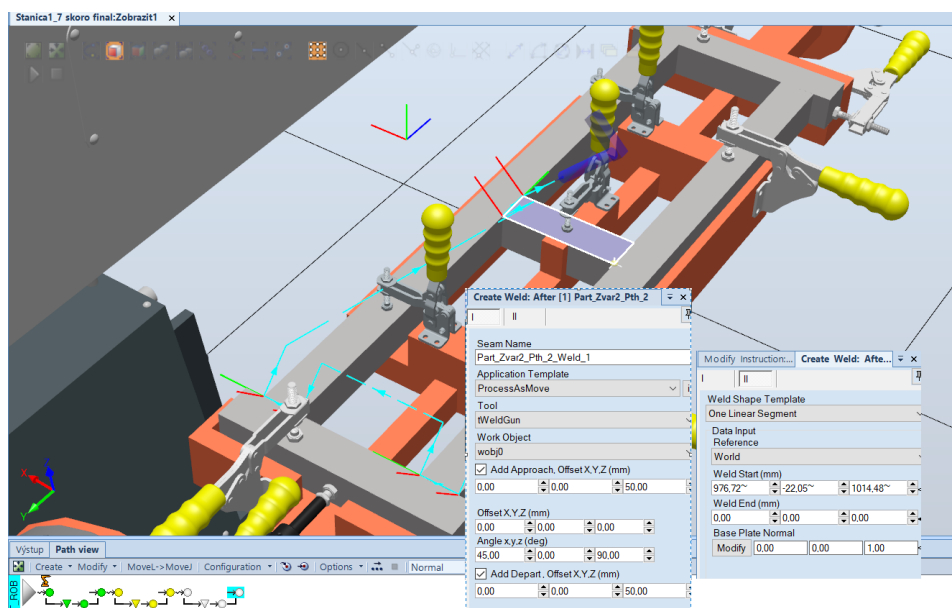 Stanica1_7 skoro final:Zobrazit1 ×
Create Weld: After [1] Part_Zvar2_Pth_2
I II
Seam Name
Part_Zvar2_Pth_2_Weld_1
Application Template
ProcessAsMove
Tool
tWeldGun
Work Object
wobj0
Add Approach, Offset X,Y,Z (mm)
0,00 0,00 50,00
Offset X,Y,Z (mm)
0,00 0,00 0,00
Angle x,y,z (mm)
45,00 0,00 90,00
Add Depart, Offset X,Y,Z (mm)
0,00 0,00 50,00
Modify Instruction:... Create Weld: Afte...
I II
Weld Shape Template
One Linear Segment
Data Input
Reference
World
Weld Start (mm)
976,72~ -22,05~ 1014,48~
Weld End (mm)
0,00 0,00 0,00
Base Plate Normal
Modify 0.00 0.00 1.00
X Z
Y
Výstup Path view
Create Modify MoveL->MoveJ Configuration Options Normal
_ROB